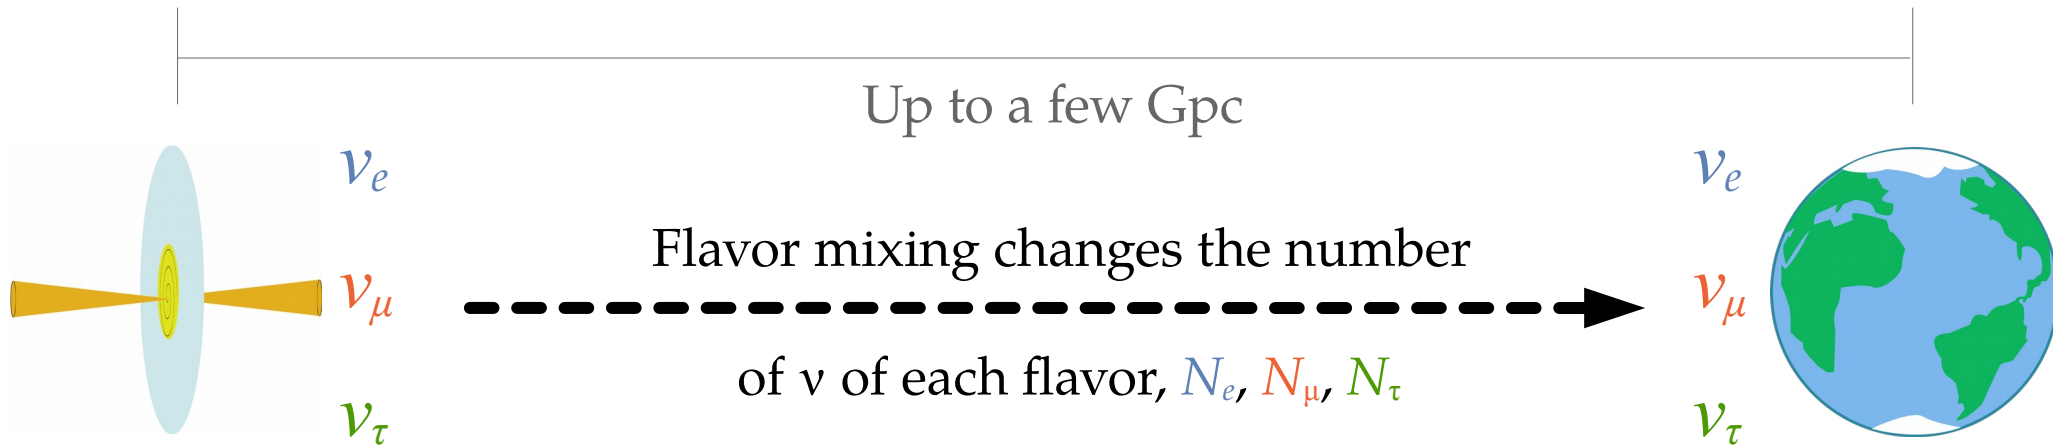 Up to a few Gpc
νe νe
Flavor mixing changes the number
νμ νμ
of ν of each flavor, Ne, Nμ, Nτ
ντ ντ